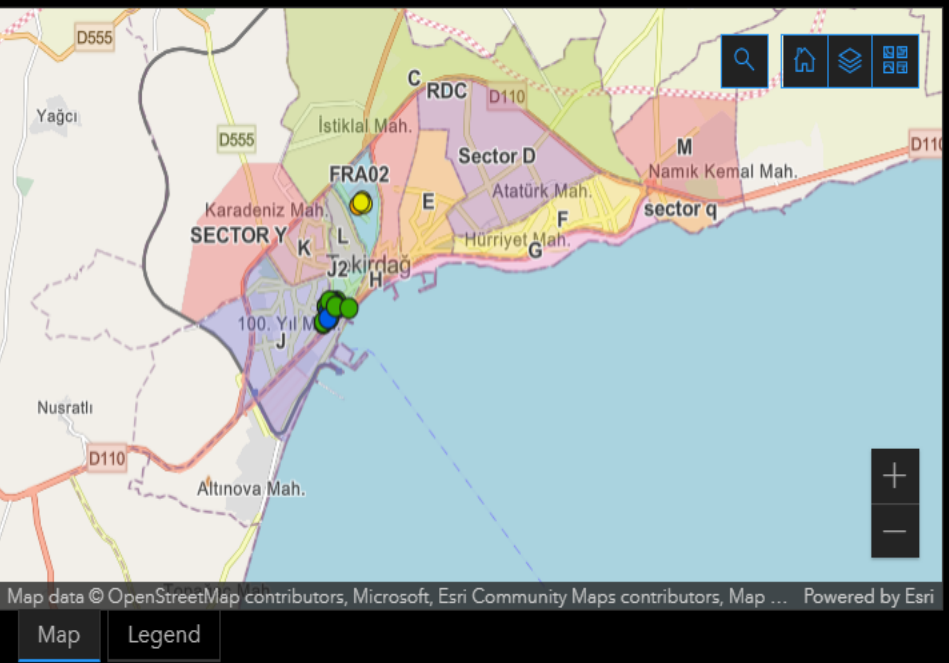 D555
Yağcı
C
RDC
D110
İstiklal Mah.
D555
Sector D
M
D110
FRA02
Namık Kemal Mah.
Karadeniz Mah.
E
Atatürk Mah.
sector q
SECTOR Y
L
F
K
Hürriyet Mah.
G
J2
Tekirdağ
H
100. Yıl M
J
Nusratlı
D110
Altınova Mah.
+
−
Map data © OpenStreetMap contributors, Microsoft, Esri Community Maps contributors, Map ...
Powered by Esri
Map
Legend